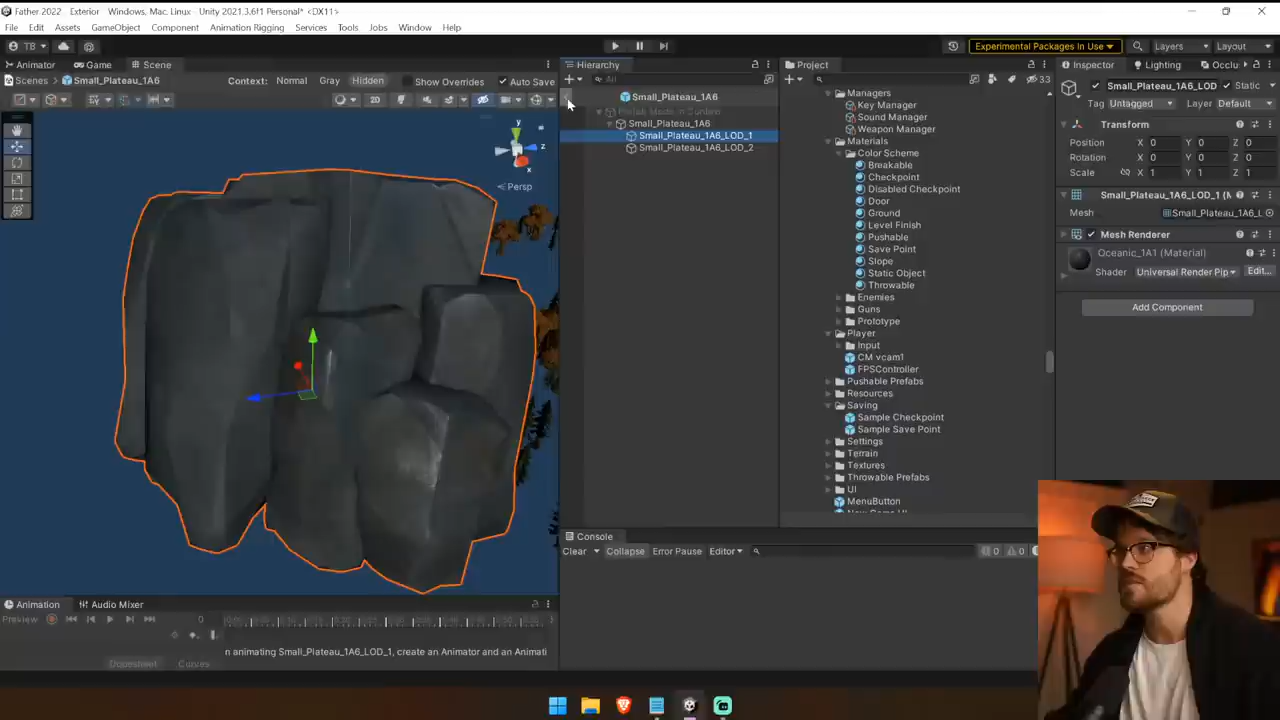 Father 2022 - Exterior - Windows, Mac, Linux - Unity 2021.3.6f1 Personal* <DX11>
File Edit Assets GameObject Component Animation Rigging Services Tools Jobs Window Help
TB Experimental Packages In Use Layers Layout
Animator Game Scene
Scenes Small_Plateau_1A6 Context: Normal Gray Hidden Show Overrides Auto Save
2D
y
z
x
Persp
Hierarchy
All
Small_Plateau_1A6
Small_Plateau_1A6
Small_Plateau_1A6_LOD_1
Small_Plateau_1A6_LOD_2
Project
33
Managers
Key Manager
Sound Manager
Weapon Manager
Materials
Color Scheme
Breakable
Checkpoint
Disabled Checkpoint
Door
Ground
Level Finish
Pushable
Save Point
Slope
Static Object
Throwable
Enemies
Guns
Prototype
Player
Input
CM vcam1
FPSController
Pushable Prefabs
Resources
Saving
Sample Checkpoint
Sample Save Point
Settings
Terrain
Textures
Throwable Prefabs
UI
MenuButton
Inspector Lighting Occlu
Small_Plateau_1A6_LOD Static
Tag Untagged Layer Default
Transform
Position X 0 Y 0 Z 0
Rotation X 0 Y 0 Z 0
Scale X 1 Y 1 Z 1
Small_Plateau_1A6_LOD_1 (M
Mesh Small_Plateau_1A6_L
Mesh Renderer
Oceanic_1A1 (Material)
Shader Universal Render Pip Edit...
Add Component
Console
Clear Collapse Error Pause Editor 0 0
Animation Audio Mixer
Preview 0
n animating Small_Plateau_1A6_LOD_1, create an Animator and an Animati
Dopesheet Curves